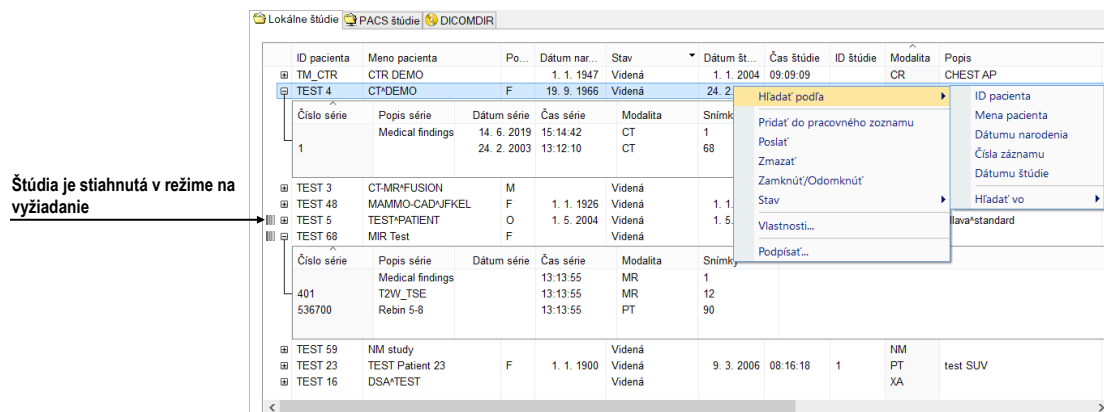 Lokálne štúdie PACS štúdie DICOMDIR
ID pacienta Meno pacienta Po... Dátum nar... Stav Dátum št... Čas štúdie ID štúdie Modalita Popis
TM_CTR CTR DEMO 1. 1. 1947 Videná 1. 1. 2004 09:09:09 CR CHEST AP
TEST 4 CT^DEMO F 19. 9. 1966 Videná 24. 2.
Číslo série Popis série Dátum série Čas série Modalita Snímky
Medical findings 14. 6. 2019 15:14:42 CT 1
1 24. 2. 2003 13:12:10 CT 68
TEST 3 CT-MR^FUSION M Videná
TEST 48 MAMMO-CAD^JFKEL F 1. 1. 1926 Videná 1. 1.
TEST 5 TEST^PATIENT O 1. 5. 2004 Videná 1. 5. llava^standard
TEST 68 MIR Test F Videná
Číslo série Popis série Dátum série Čas série Modalita Snímky
Medical findings 13:13:55 MR 1
401 T2W_TSE 13:13:55 MR 12
536700 Rebin 5-8 13:13:55 PT 90
TEST 59 NM study Videná NM
TEST 23 TEST Patient 23 F 1. 1. 1900 Videná 9. 3. 2006 08:16:18 1 PT test SUV
TEST 16 DSA^TEST Videná XA
Hľadať podľa
Pridať do pracovného zoznamu
Poslať
Zmazať
Zamknúť/Odomknúť
Stav
Vlastnosti...
Podpísať...
ID pacienta
Mena pacienta
Dátumu narodenia
Čísla záznamu
Dátumu štúdie
Hľadať vo
Štúdia je stiahnutá v režime na
vyžiadanie